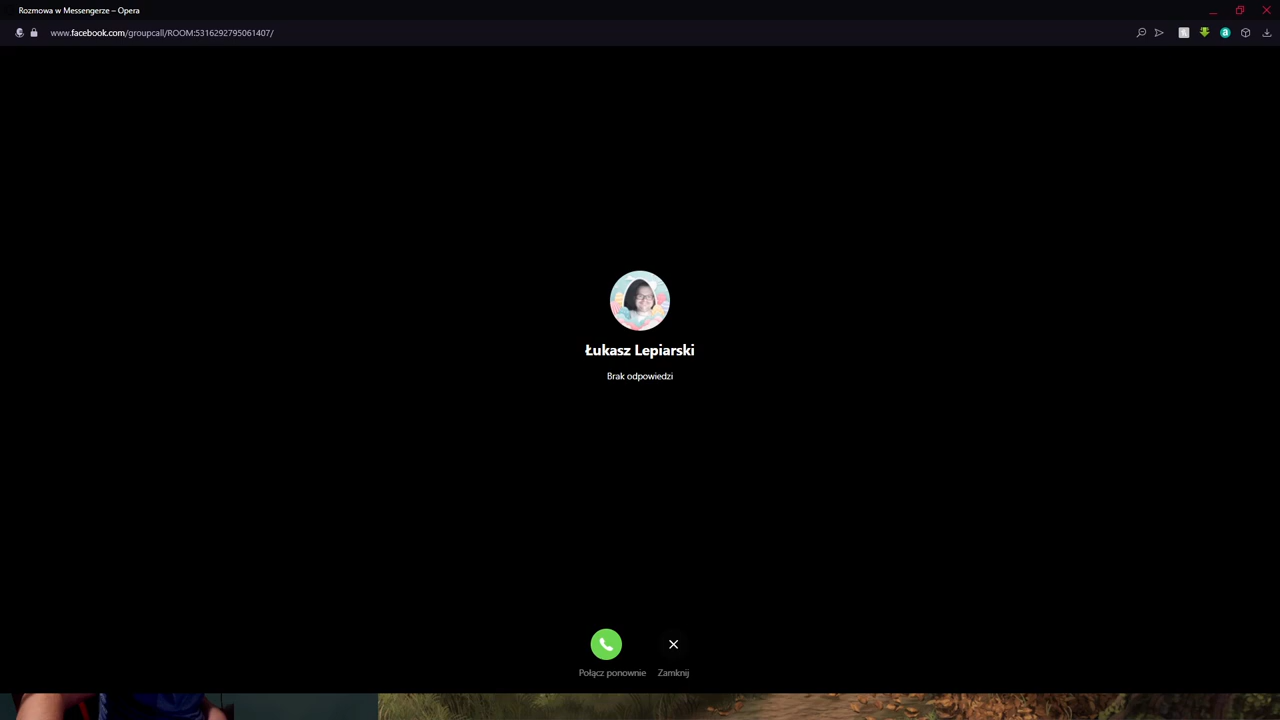 Rozmowa w Messengerze – Opera
www.facebook.com/groupcall/ROOM:5316292795061407/
Łukasz Lepiarski
Brak odpowiedzi
Połącz ponownie Zamknij